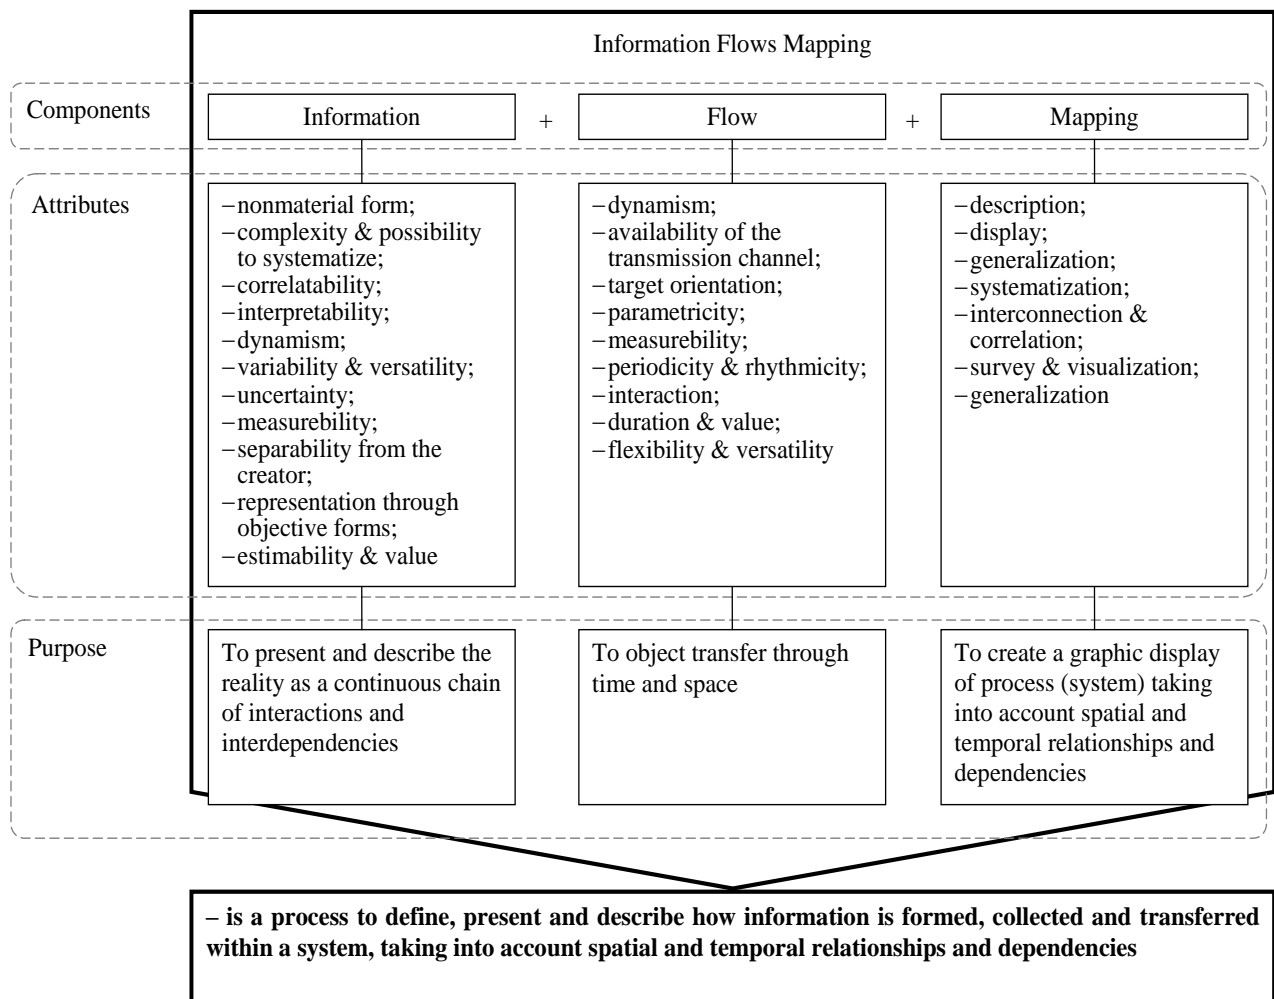 Information Flows Mapping
Components
Information
+
Flow
+
Mapping
Attributes
–nonmaterial form;
–complexity & possibility
to systematize;
–correlatability;
–interpretability;
–dynamism;
–variability & versatility;
–uncertainty;
–measurebility;
–separability from the
creator;
–representation through
objective forms;
–estimability & value
–dynamism;
–availability of the
transmission channel;
–target orientation;
–parametricity;
–measurebility;
–periodicity & rhythmicity;
–interaction;
–duration & value;
–flexibility & versatility
–description;
–display;
–generalization;
–systematization;
–interconnection &
correlation;
–survey & visualization;
–generalization
Purpose
To present and describe the
reality as a continuous chain
of interactions and
interdependencies
To object transfer through
time and space
To create a graphic display
of process (system) taking
into account spatial and
temporal relationships and
dependencies
– is a process to define, present and describe how information is formed, collected and transferred
within a system, taking into account spatial and temporal relationships and dependencies